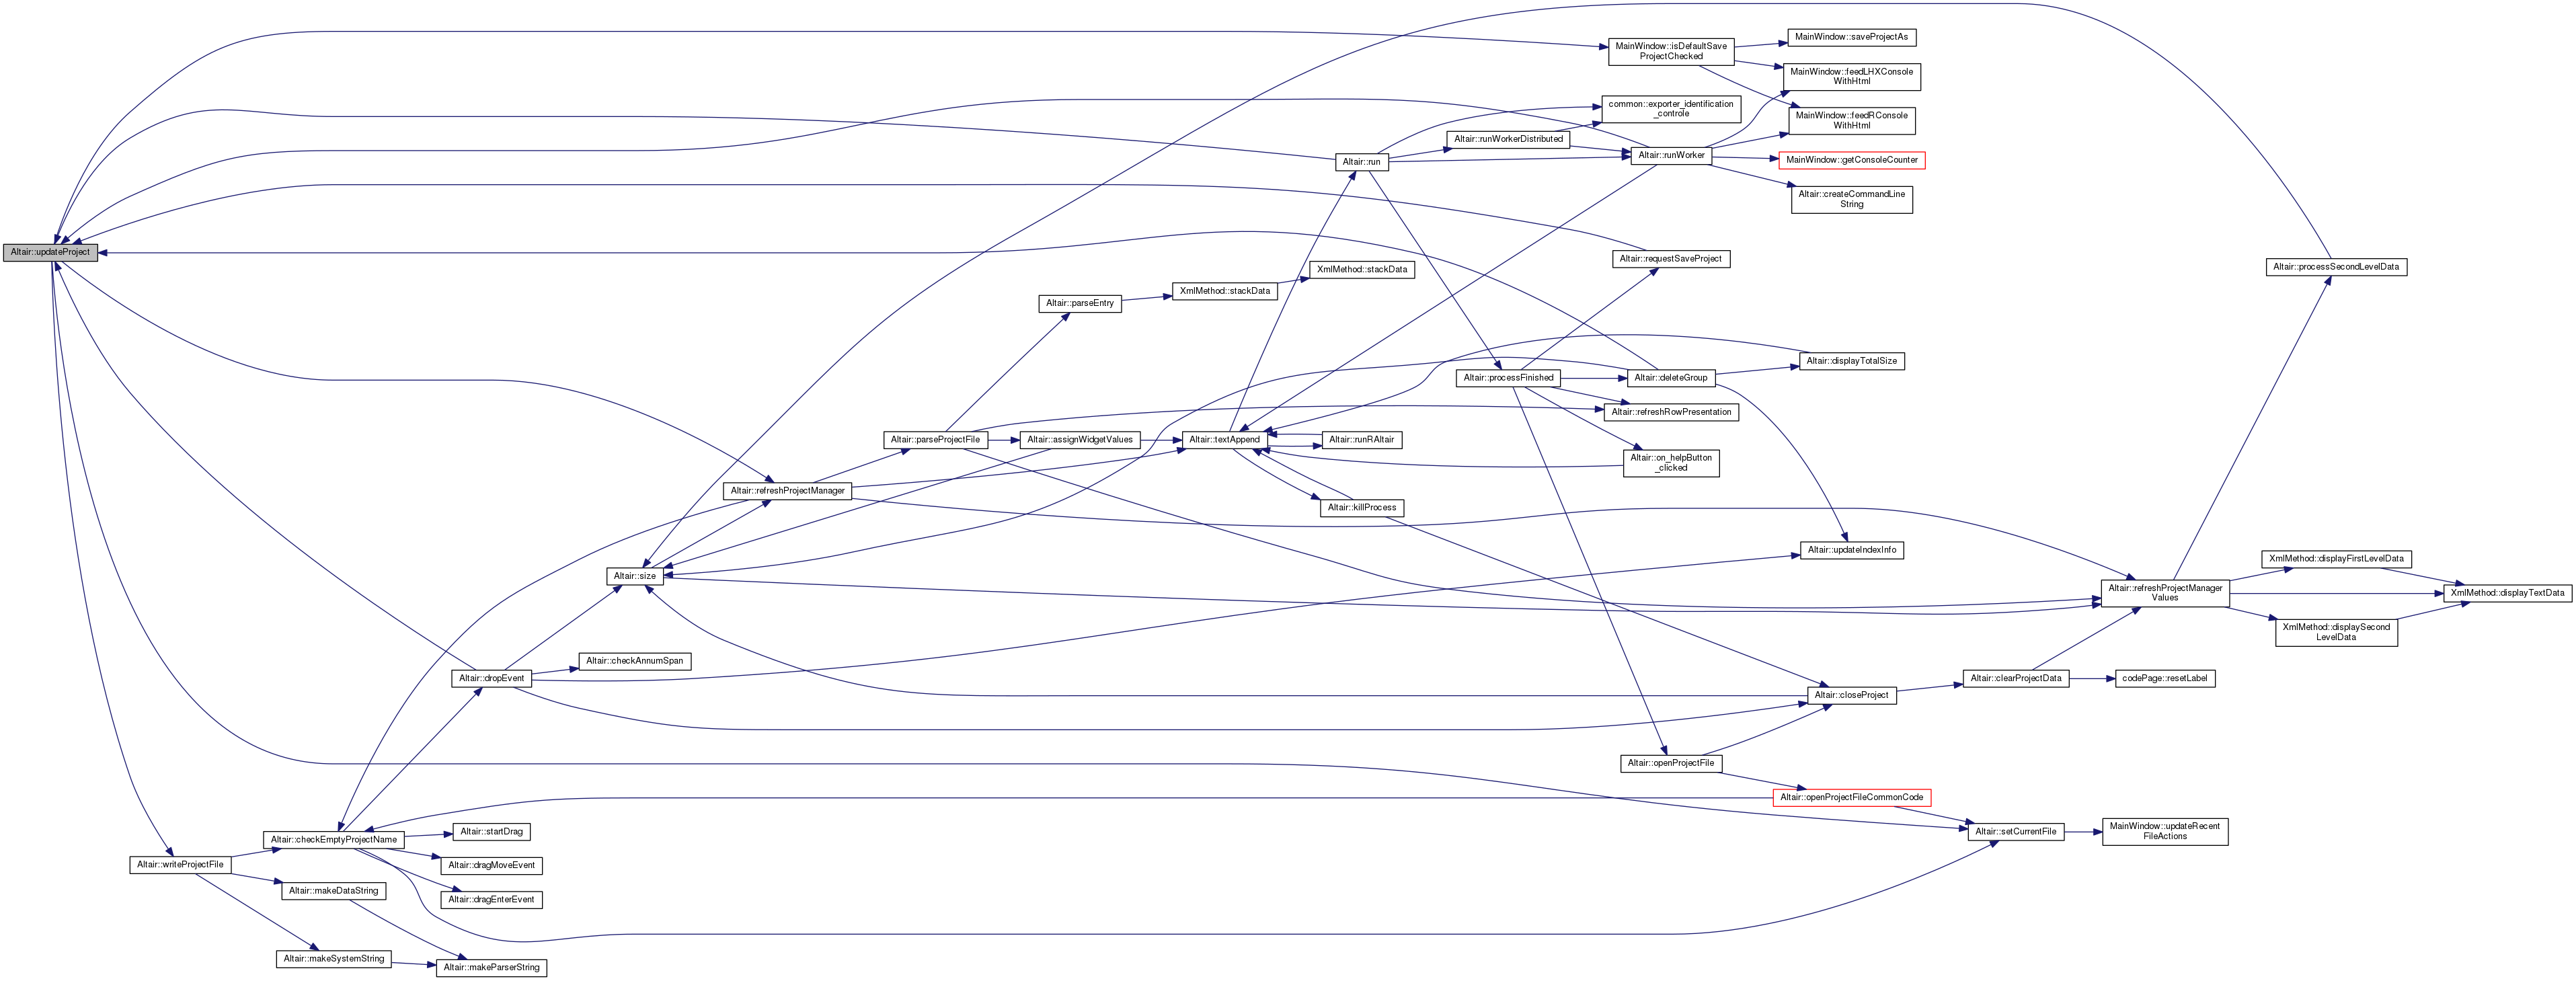 MainWindow::saveProjectAs
MainWindow::isDefaultSave
ProjectChecked
MainWindow::feedLHXConsole
WithHtml
common::exporter_identification
_controle
MainWindow::feedRConsole
WithHtml
Altair::runWorkerDistributed
Altair::run
Altair::runWorker
MainWindow::getConsoleCounter
Altair::createCommandLine
String
Altair::updateProject
Altair::requestSaveProject
Altair::processSecondLevelData
XmlMethod::stackData
XmlMethod::stackData
Altair::parseEntry
Altair::displayTotalSize
Altair::processFinished
Altair::deleteGroup
Altair::refreshRowPresentation
Altair::parseProjectFile
Altair::assignWidgetValues
Altair::textAppend
Altair::runRAltair
Altair::on_helpButton
_clicked
Altair::refreshProjectManager
Altair::killProcess
Altair::updateIndexInfo
XmlMethod::displayFirstLevelData
Altair::size
Altair::refreshProjectManager
Values
XmlMethod::displayTextData
XmlMethod::displaySecond
LevelData
Altair::checkAnnumSpan
Altair::dropEvent
Altair::clearProjectData
codePage::resetLabel
Altair::closeProject
Altair::openProjectFile
Altair::openProjectFileCommonCode
Altair::startDrag
Altair::checkEmptyProjectName
Altair::setCurrentFile
MainWindow::updateRecent
FileActions
Altair::writeProjectFile
Altair::dragMoveEvent
Altair::makeDataString
Altair::dragEnterEvent
Altair::makeSystemString
Altair::makeParserString